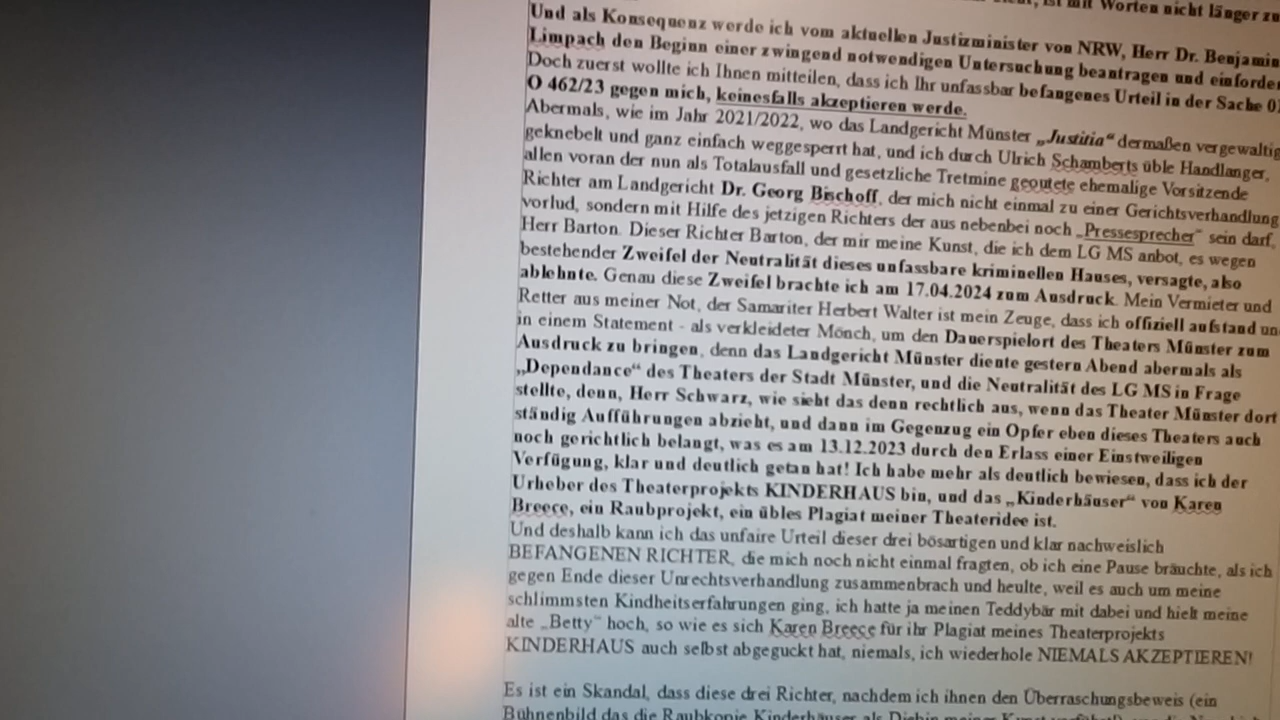 ist mit Worten nicht länger zu
Und als Konsequenz werde ich vom aktuellen Justizminister von NRW, Herr Dr. Benjamin
Limpach den Beginn einer zwingend notwendigen Untersuchung beantragen und einforder
Doch zuerst wollte ich Ihnen mitteilen, dass ich Ihr unfassbar befangenes Urteil in der Sache 0
O 462/23 gegen mich, keinesfalls akzeptieren werde.
Abermals, wie im Jahr 2021/2022, wo das Landgericht Münster „Justitia“ dermaßen vergewaltig
geknebelt und ganz einfach weggesperrt hat, und ich durch Ulrich Schamberts üble Handlanger,
allen voran der nun als Totalausfall und gesetzliche Tretmine geoutete ehemalige Vorsitzende
Richter am Landgericht Dr. Georg Bischoff, der mich nicht einmal zu einer Gerichtsverhandlung
vorlud, sondern mit Hilfe des jetzigen Richters der aus nebenbei noch „Pressesprecher“ sein darf,
Herr Barton. Dieser Richter Barton, der mir meine Kunst, die ich dem LG MS anbot, es wegen
bestehender Zweifel der Neutralität dieses unfassbare kriminellen Hauses, versagte, also
ablehnte. Genau diese Zweifel brachte ich am 17.04.2024 zum Ausdruck. Mein Vermieter und
Retter aus meiner Not, der Samariter Herbert Walter ist mein Zeuge, dass ich offiziell aufstand un
in einem Statement - als verkleideter Mönch, um den Dauerspielort des Theaters Münster zum
Ausdruck zu bringen, denn das Landgericht Münster diente gestern Abend abermals als
„Dependance“ des Theaters der Stadt Münster, und die Neutralität des LG MS in Frage
stellte, denn, Herr Schwarz, wie sieht das denn rechtlich aus, wenn das Theater Münster dort
ständig Aufführungen abzieht, und dann im Gegenzug ein Opfer eben dieses Theaters auch
noch gerichtlich belangt, was es am 13.12.2023 durch den Erlass einer Einstweiligen
Verfügung, klar und deutlich getan hat! Ich habe mehr als deutlich bewiesen, dass ich der
Urheber des Theaterprojekts KINDERHAUS bin, und das „Kinderhäuser“ von Karen
Breece, ein Raubprojekt, ein übles Plagiat meiner Theateridee ist.
Und deshalb kann ich das unfaire Urteil dieser drei bösartigen und klar nachweislich
BEFANGENEN RICHTER, die mich noch nicht einmal fragten, ob ich eine Pause bräuchte, als ich
gegen Ende dieser Unrechtsverhandlung zusammenbrach und heulte, weil es auch um meine
schlimmsten Kindheitserfahrungen ging, ich hatte ja meinen Teddybär mit dabei und hielt meine
alte „Betty“ hoch, so wie es sich Karen Breece für ihr Plagiat meines Theaterprojekts
KINDERHAUS auch selbst abgeguckt hat, niemals, ich wiederhole NIEMALS AKZEPTIEREN!
Es ist ein Skandal, dass diese drei Richter, nachdem ich ihnen den Überraschungsbeweis (ein
Bühnenbild das die Raubkopie Kinderhäuser als Diebin meiner Kunst